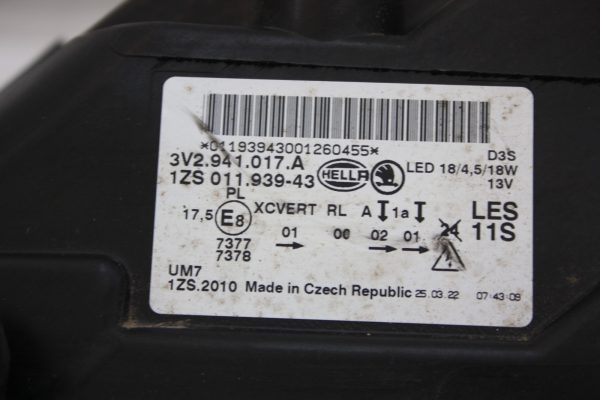 *01193943001260455*
3V2.941.017.A HELLA D3S
1ZS 011.939-43 LED 18/4,5/18W
PL 13V
17,5 E8 XCVERT RL A 1a LES
01 00 02 01 24 11S
7377
7378
UM7
1ZS.2010 Made in Czech Republic 25.03.22 07:43:09